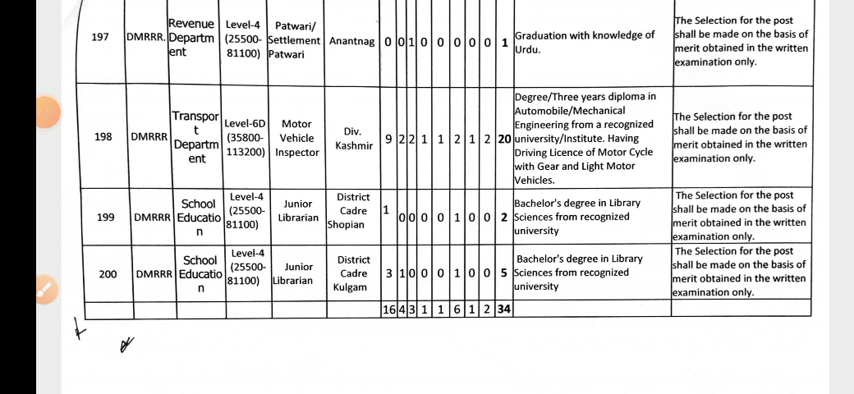 197 DMRRR. Revenue Departm ent Level-4 (25500- 81100) Patwari/ Settlement Patwari Anantnag 0 0 1 0 0 0 0 0 1 Graduation with knowledge of Urdu. The Selection for the post shall be made on the basis of merit obtained in the written examination only.
198 DMRRR Transpor t Departm ent Level-6D (35800- 113200) Motor Vehicle Inspector Div. Kashmir 9 2 2 1 1 2 1 2 20 Degree/Three years diploma in Automobile/Mechanical Engineering from a recognized university/Institute. Having Driving Licence of Motor Cycle with Gear and Light Motor Vehicles. The Selection for the post shall be made on the basis of merit obtained in the written examination only.
199 DMRRR School Educatio n Level-4 (25500- 81100) Junior Librarian District Cadre Shopian 1 0 0 0 0 1 0 0 2 Bachelor's degree in Library Sciences from recognized university The Selection for the post shall be made on the basis of merit obtained in the written examination only.
200 DMRRR School Educatio n Level-4 (25500- 81100) Junior Librarian District Cadre Kulgam 3 1 0 0 0 1 0 0 5 Bachelor's degree in Library Sciences from recognized university The Selection for the post shall be made on the basis of merit obtained in the written examination only.
16 4 3 1 1 6 1 2 34